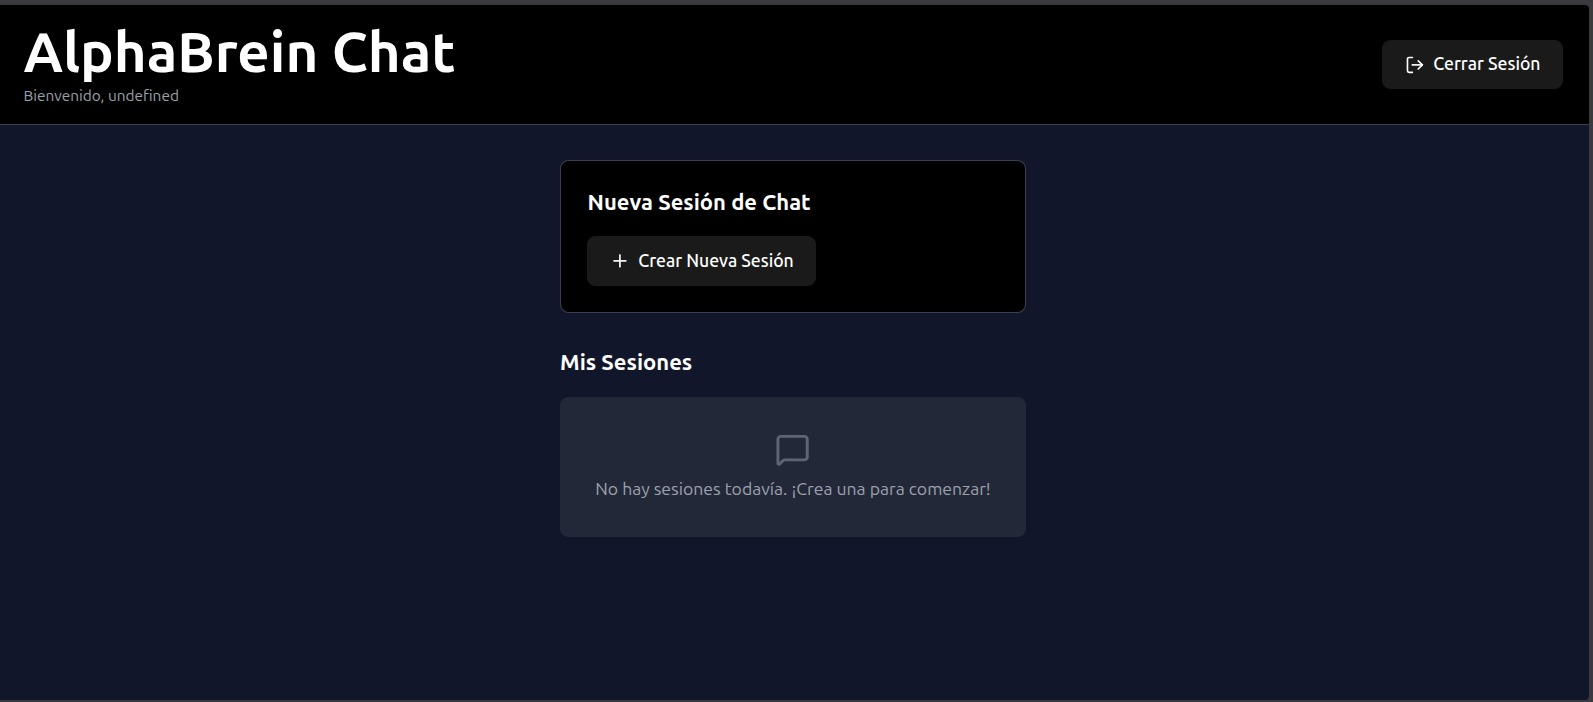 AlphaBrein Chat
Bienvenido, undefined
Cerrar Sesión
Nueva Sesión de Chat
Crear Nueva Sesión
Mis Sesiones
No hay sesiones todavía. ¡Crea una para comenzar!